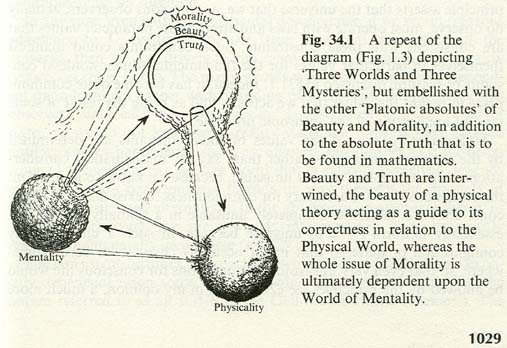 Morality
Beauty
Truth
Mentality
Physicality
Fig. 34.1 A repeat of the
diagram (Fig. 1.3) depicting
'Three Worlds and Three
Mysteries', but embellished with
the other 'Platonic absolutes' of
Beauty and Morality, in addition
to the absolute Truth that is to
be found in mathematics.
Beauty and Truth are inter-
wined, the beauty of a physical
theory acting as a guide to its
correctness in relation to the
Physical World, whereas the
whole issue of Morality is
ultimately dependent upon the
World of Mentality.
1029